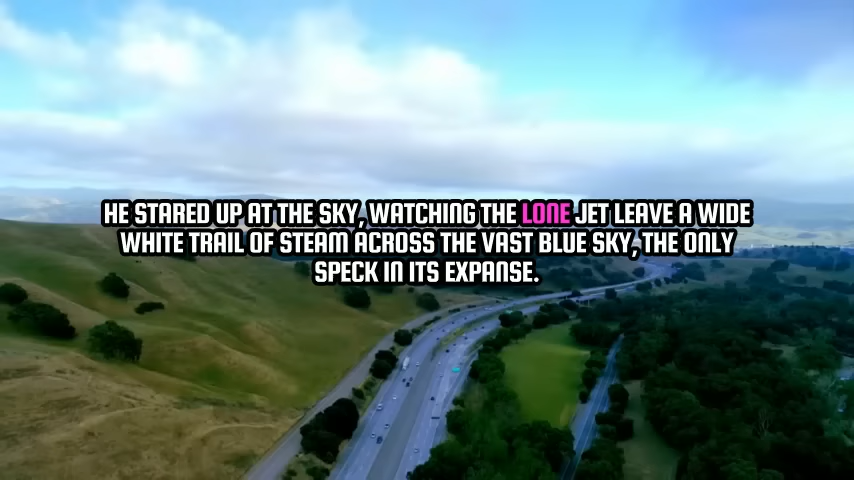 HE STARED UP AT THE SKY, WATCHING THE LONE JET LEAVE A WIDE
WHITE TRAIL OF STEAM ACROSS THE VAST BLUE SKY, THE ONLY
SPECK IN ITS EXPANSE.